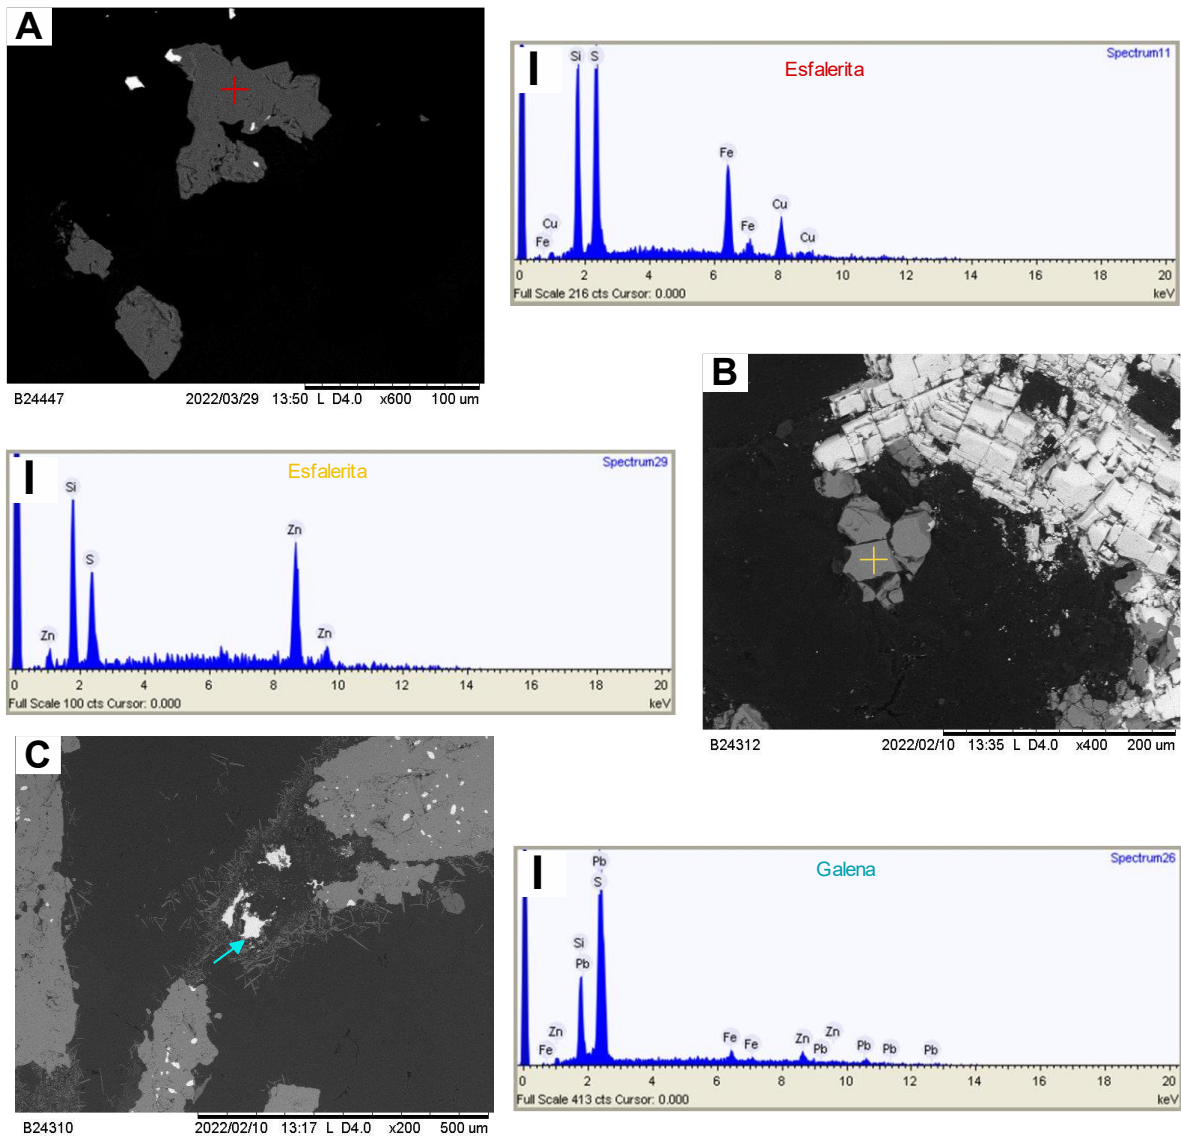 A
B24447 2022/03/29 13:50 L D4.0 x600 100 um
I
Esfalerita
Spectrum11
Si S
Fe
Cu
Cu
Fe
Fe
Cu
0 2 4 6 8 10 12 14 16 18 20
Full Scale 216 cts Cursor: 0.000 keV
B
B24312 2022/02/10 13:35 L D4.0 x400 200 um
I
Esfalerita
Spectrum29
Si
Zn
S
Zn
Zn
0 2 4 6 8 10 12 14 16 18 20
Full Scale 100 cts Cursor: 0.000 keV
C
B24310 2022/02/10 13:17 L D4.0 x200 500 um
I
Galena
Spectrum26
Pb
S
Si
Pb
Zn
Fe
Fe Fe
Zn Zn
Pb Pb Pb Pb
0 2 4 6 8 10 12 14 16 18 20
Full Scale 413 cts Cursor: 0.000 keV